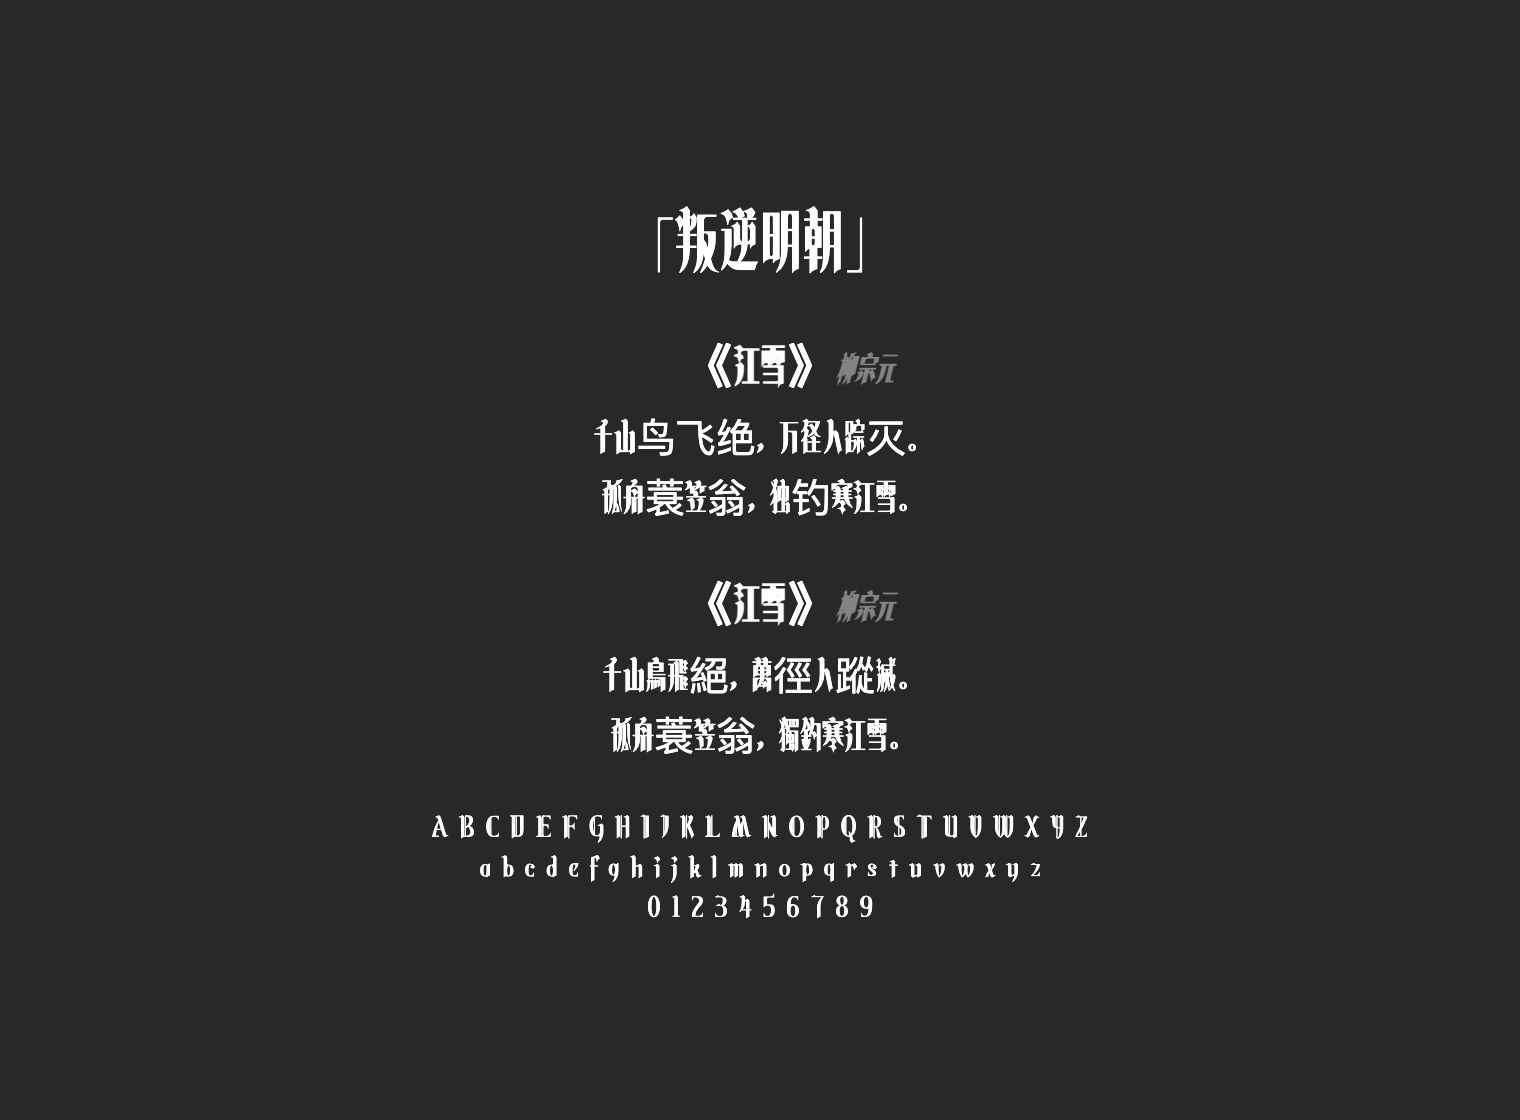 「叛逆明朝」
《江雪》 柳宗元
千山鸟飞绝，万径人踪灭。
孤舟蓑笠翁，独钓寒江雪。
《江雪》 柳宗元
千山鳥飛絕，萬徑人蹤滅。
孤舟蓑笠翁，獨釣寒江雪。
A B C D E F G H I J K L M N O P Q R S T U V W X Y Z
a b c d e f g h i j k l m n o p q r s t u v w x y z
0 1 2 3 4 5 6 7 8 9